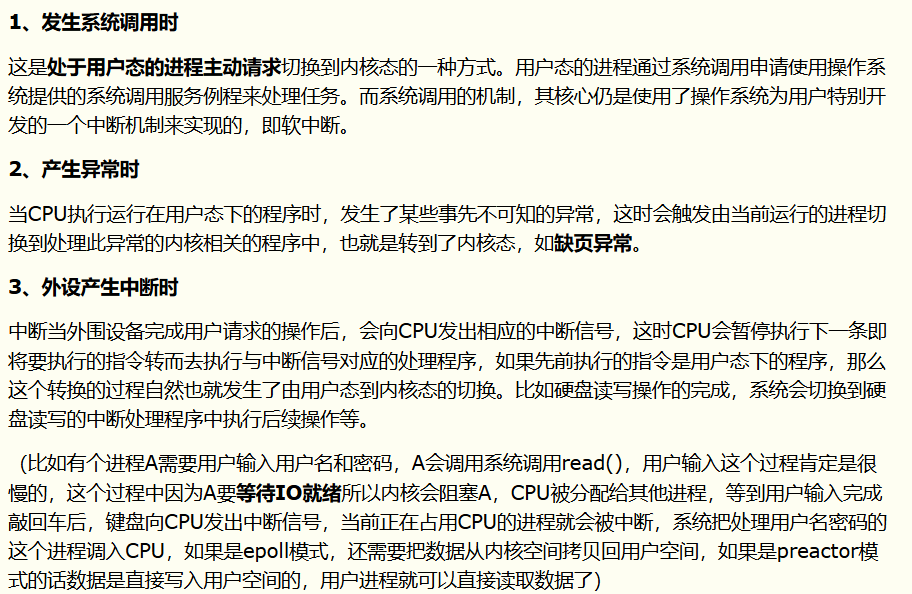 1、发生系统调用时
这是处于用户态的进程主动请求切换到内核态的一种方式。用户态的进程通过系统调用申请使用操作系
统提供的系统调用服务例程来处理任务。而系统调用的机制，其核心仍是使用了操作系统为用户特别开
发的一个中断机制来实现的，即软中断。
2、产生异常时
当CPU执行运行在用户态下的程序时，发生了某些事先不可知的异常，这时会触发由当前运行的进程切
换到处理此异常的内核相关的程序中，也就是转到了内核态，如缺页异常。
3、外设产生中断时
中断当外围设备完成用户请求的操作后，会向CPU发出相应的中断信号，这时CPU会暂停执行下一条即
将要执行的指令转而去执行与中断信号对应的处理程序，如果先前执行的指令是用户态下的程序，那么
这个转换的过程自然也就发生了由用户态到内核态的切换。比如硬盘读写操作的完成，系统会切换到硬
盘读写的中断处理程序中执行后续操作等。
（比如有个进程A需要用户输入用户名和密码，A会调用系统调用read()，用户输入这个过程肯定是很
慢的，这个过程中因为A要等待IO就绪所以内核会阻塞A，CPU被分配给其他进程，等到用户输入完成
敲回车后，键盘向CPU发出中断信号，当前正在占用CPU的进程就会被中断，系统把处理用户名密码的
这个进程调入CPU，如果是epoll模式，还需要把数据从内核空间拷贝回用户空间，如果是preactor模
式的话数据是直接写入用户空间的，用户进程就可以直接读取数据了）